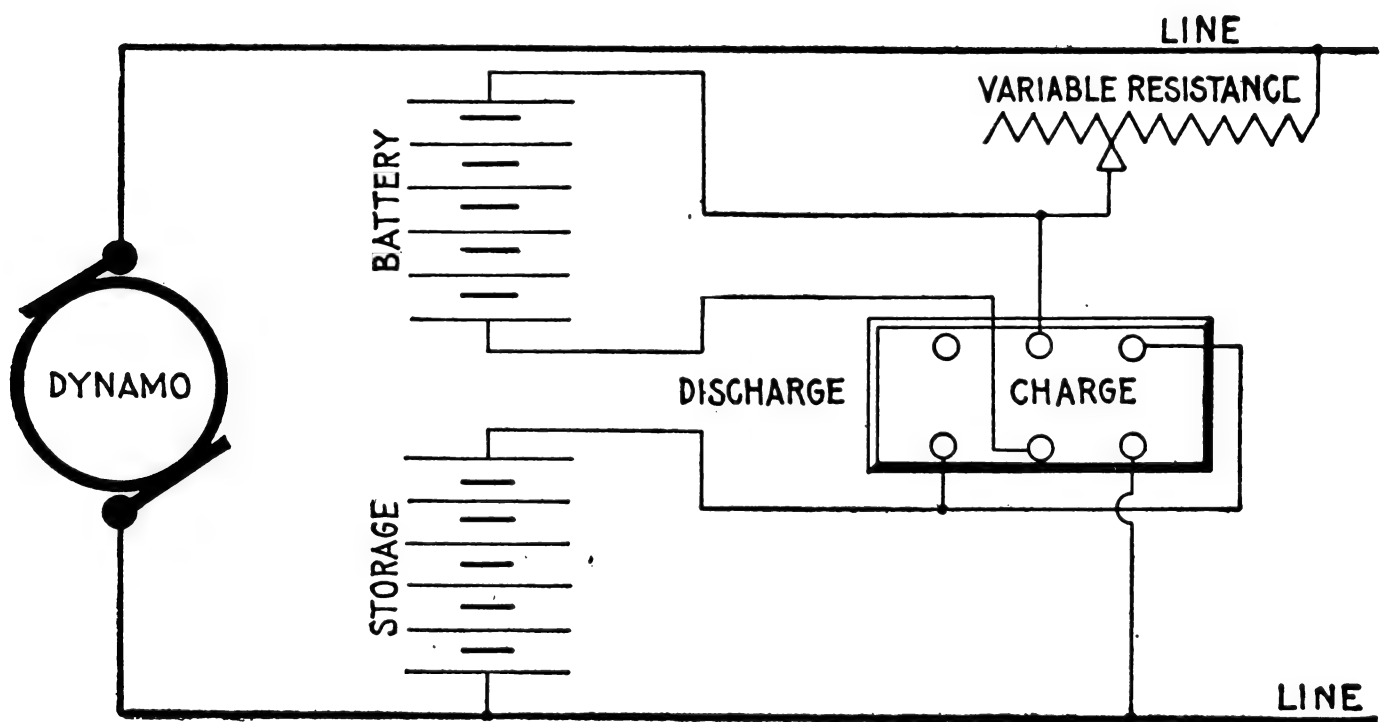 LINE
VARIABLE RESISTANCE
BATTERY
DYNAMO
DISCHARGE
CHARGE
STORAGE
LINE